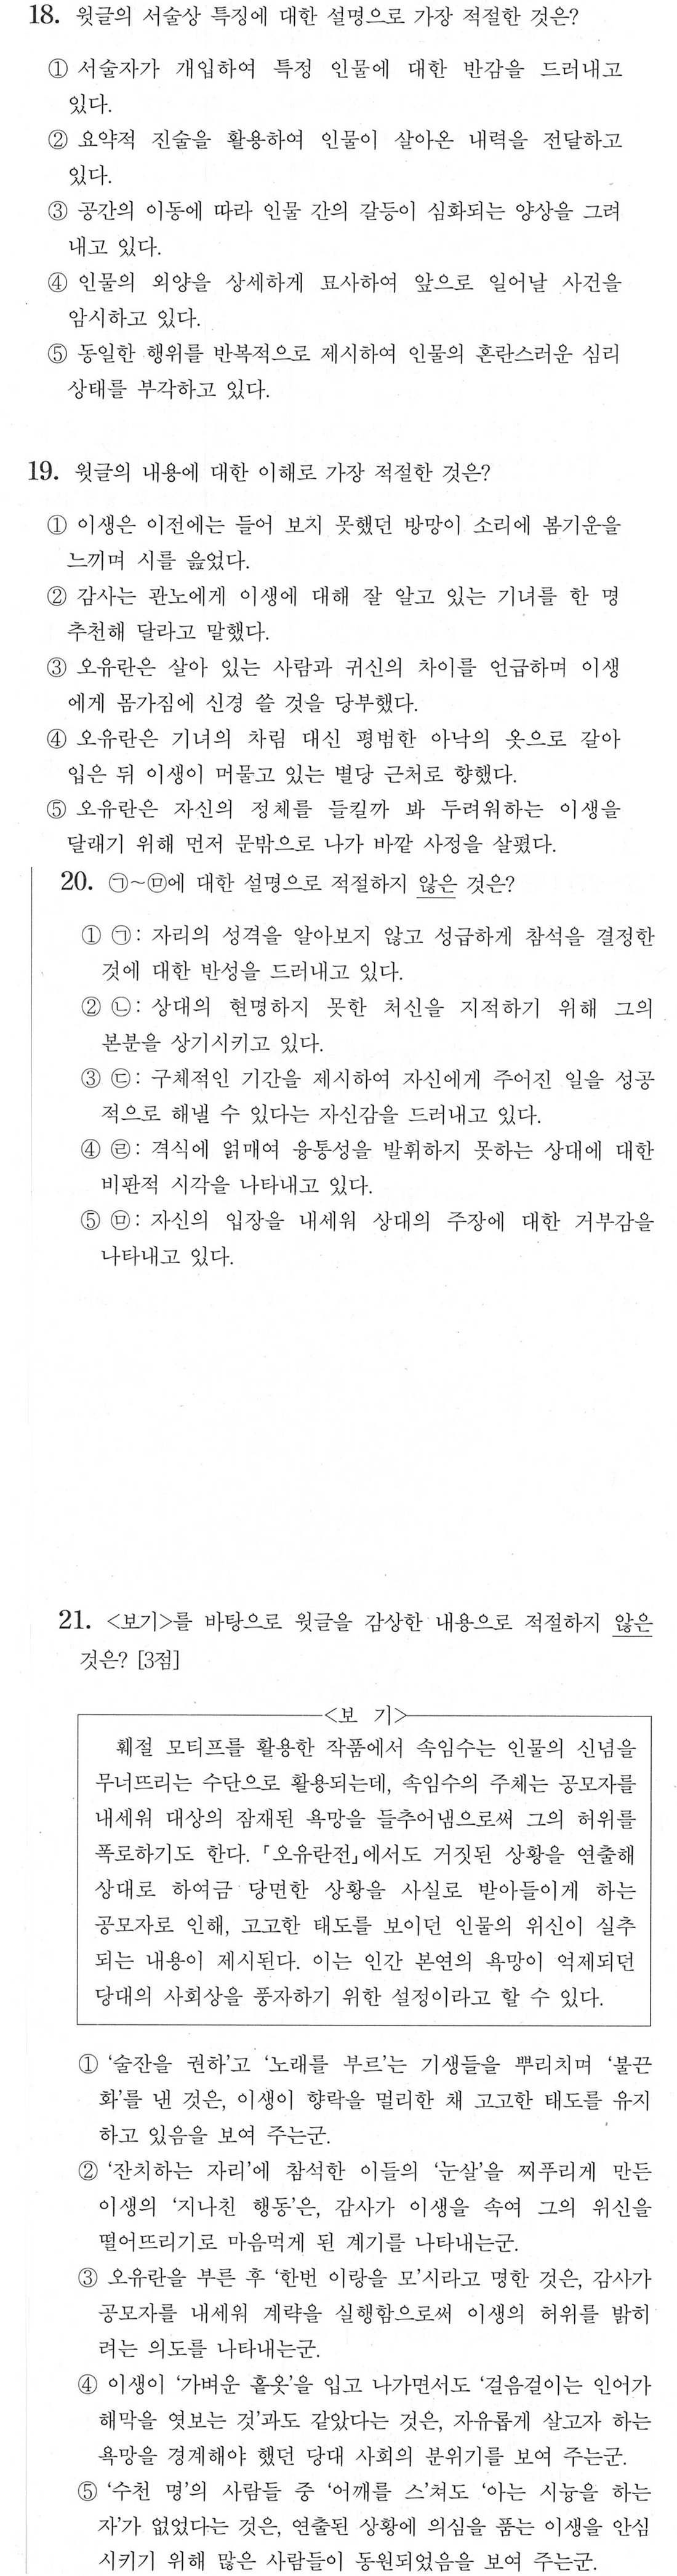 18. 윗글의 서술상 특징에 대한 설명으로 가장 적절한 것은?
① 서술자가 개입하여 특정 인물에 대한 반감을 드러내고
있다.
② 요약적 진술을 활용하여 인물이 살아온 내력을 전달하고
있다.
③ 공간의 이동에 따라 인물 간의 갈등이 심화되는 양상을 그려
내고 있다.
④ 인물의 외양을 상세하게 묘사하여 앞으로 일어날 사건을
암시하고 있다.
⑤ 동일한 행위를 반복적으로 제시하여 인물의 혼란스러운 심리
상태를 부각하고 있다.
19. 윗글의 내용에 대한 이해로 가장 적절한 것은?
① 이생은 이전에는 들어 보지 못했던 방망이 소리에 봄기운을
느끼며 시를 읊었다.
② 감사는 관노에게 이생에 대해 잘 알고 있는 기녀를 한 명
추천해 달라고 말했다.
③ 오유란은 살아 있는 사람과 귀신의 차이를 언급하며 이생
에게 몸가짐에 신경 쓸 것을 당부했다.
④ 오유란은 기녀의 차림 대신 평범한 아낙의 옷으로 갈아
입은 뒤 이생이 머물고 있는 별당 근처로 향했다.
⑤ 오유란은 자신의 정체를 들킬까 봐 두려워하는 이생을
달래기 위해 먼저 문밖으로 나가 바깥 사정을 살폈다.
20. ㉠~㉤에 대한 설명으로 적절하지 않은 것은?
① ㉠: 자리의 성격을 알아보지 않고 성급하게 참석을 결정한
것에 대한 반성을 드러내고 있다.
② ㉡: 상대의 현명하지 못한 처신을 지적하기 위해 그의
본분을 상기시키고 있다.
③ ㉢: 구체적인 기간을 제시하여 자신에게 주어진 일을 성공
적으로 해낼 수 있다는 자신감을 드러내고 있다.
④ ㉣: 격식에 얽매여 융통성을 발휘하지 못하는 상대에 대한
비판적 시각을 나타내고 있다.
⑤ ㉤: 자신의 입장을 내세워 상대의 주장에 대한 거부감을
나타내고 있다.
21. <보기>를 바탕으로 윗글을 감상한 내용으로 적절하지 않은
것은? [3점]
<보 기>
훼절 모티프를 활용한 작품에서 속임수는 인물의 신념을
무너뜨리는 수단으로 활용되는데, 속임수의 주체는 공모자를
내세워 대상의 잠재된 욕망을 들추어냄으로써 그의 허위를
폭로하기도 한다. 「오유란전」에서도 거짓된 상황을 연출해
상대로 하여금 당면한 상황을 사실로 받아들이게 하는
공모자로 인해, 고고한 태도를 보이던 인물의 위신이 실추
되는 내용이 제시된다. 이는 인간 본연의 욕망이 억제되던
당대의 사회상을 풍자하기 위한 설정이라고 할 수 있다.
① ‘술잔을 권하’고 ‘노래를 부르’는 기생들을 뿌리치며 ‘불끈
화’를 낸 것은, 이생이 향락을 멀리한 채 고고한 태도를 유지
하고 있음을 보여 주는군.
② ‘잔치하는 자리’에 참석한 이들의 ‘눈살’을 찌푸리게 만든
이생의 ‘지나친 행동’은, 감사가 이생을 속여 그의 위신을
떨어뜨리기로 마음먹게 된 계기를 나타내는군.
③ 오유란을 부른 후 ‘한번 이랑을 모’시라고 명한 것은, 감사가
공모자를 내세워 계략을 실행함으로써 이생의 허위를 밝히
려는 의도를 나타내는군.
④ 이생이 ‘가벼운 홑옷’을 입고 나가면서도 ‘걸음걸이는 인어가
해막을 엿보는 것’과도 같았다는 것은, 자유롭게 살고자 하는
욕망을 경계해야 했던 당대 사회의 분위기를 보여 주는군.
⑤ ‘수천 명’의 사람들 중 ‘어깨를 스’쳐도 ‘아는 시늉을 하는
자’가 없었다는 것은, 연출된 상황에 의심을 품는 이생을 안심
시키기 위해 많은 사람들이 동원되었음을 보여 주는군.